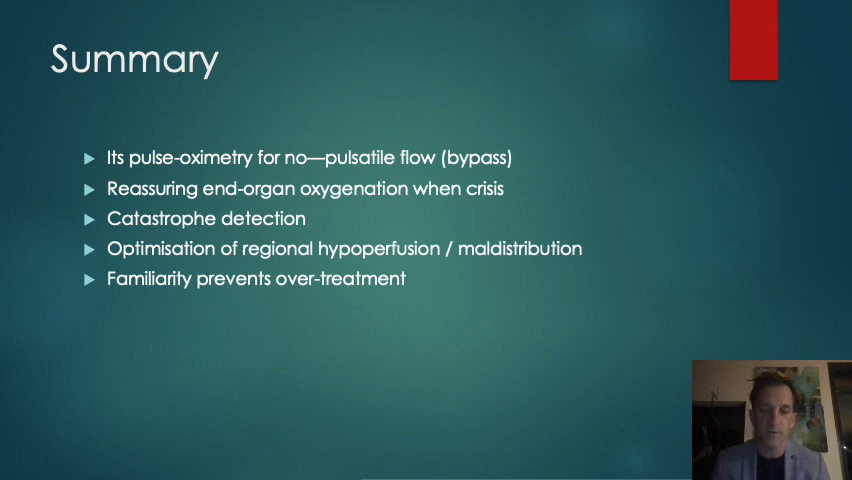 Summary
Its pulse-oximetry for no—pulsatile flow (bypass)
Reassuring end-organ oxygenation when crisis
Catastrophe detection
Optimisation of regional hypoperfusion / maldistribution
Familiarity prevents over-treatment